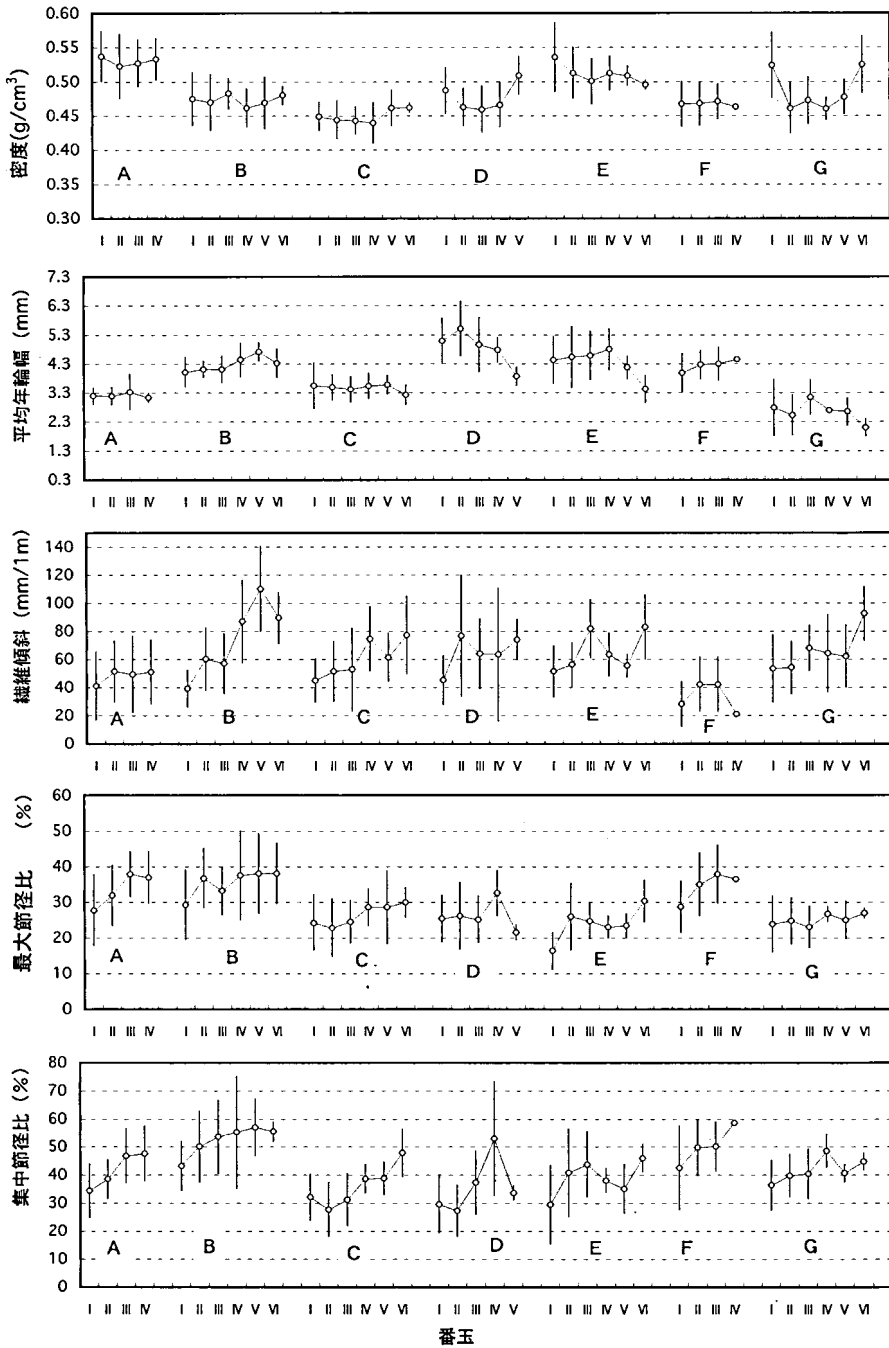 密度(g/cm³)
0.60
0.55
0.50
0.45
0.40
0.35
0.30
A B C D E F G
I II III IV I II III IV V VI I II III IV V VI I II III IV V I II III IV V VI I II III IV I II III IV V VI
平均年輪幅 (mm)
7.3
6.3
5.3
4.3
3.3
2.3
1.3
0.3
A B C D E F G
I II III IV I II III IV V VI I II III IV V VI I II III IV V I II III IV V VI I II III IV I II III IV V VI
繊維傾斜 (mm/1m)
140
120
100
80
60
40
20
0
A B C D E F G
I II III IV I II III IV V VI I II III IV V VI I II III IV V I II III IV V VI I II III IV I II III IV V VI
最大節径比 (%)
60
50
40
30
20
10
0
A B C D E F G
I II III IV I II III IV V VI I II III IV V VI I II III IV V I II III IV V VI I II III IV I II III IV V VI
集中節径比 (%)
80
70
60
50
40
30
20
10
0
A B C D E F G
I II III IV I II III IV V VI I II III IV V VI I II III IV V I II III IV V VI I II III IV I II III IV V VI
番玉